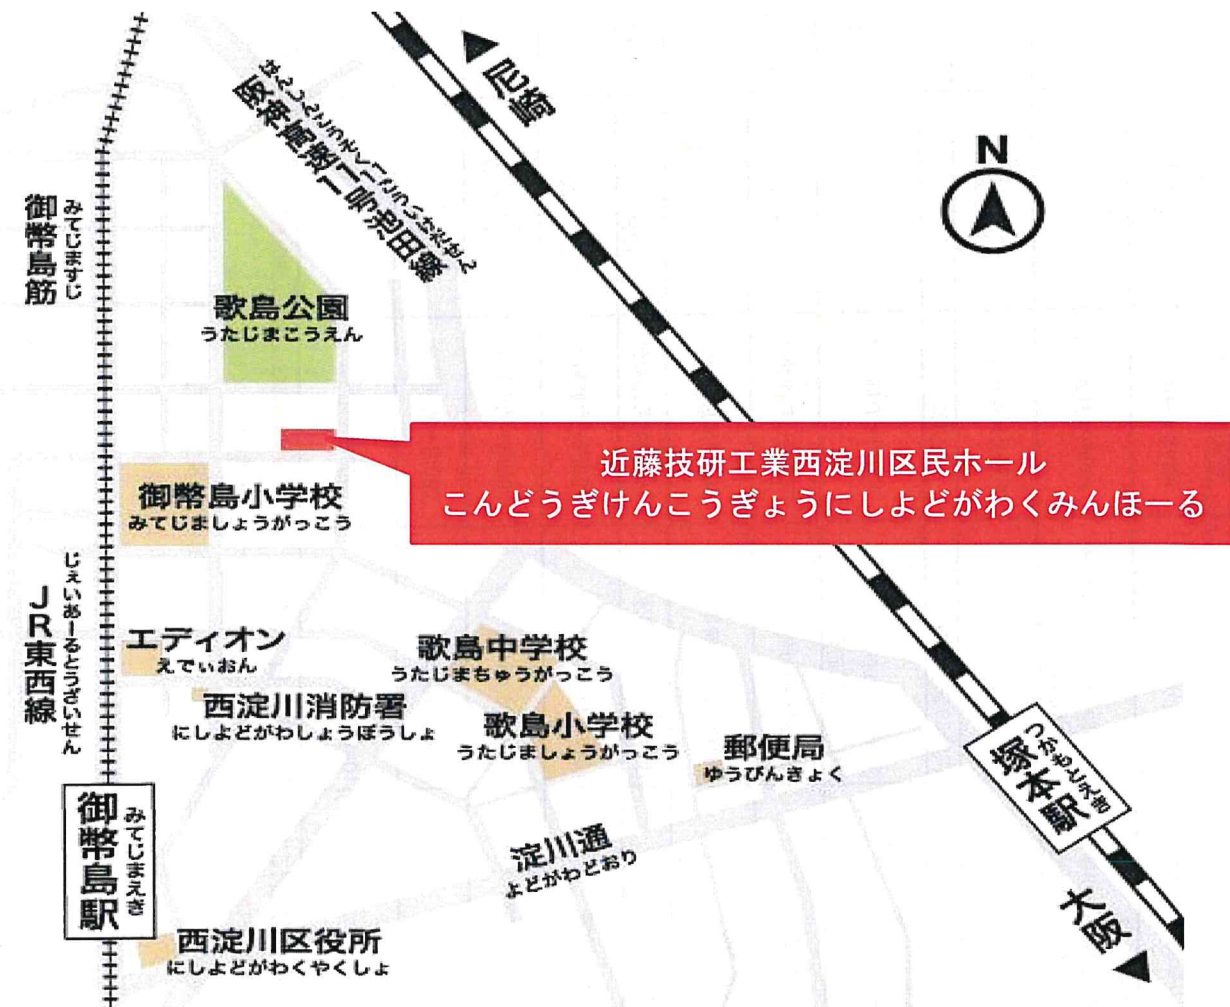 尼崎
はんしんこうそく11ごういけだせん
阪神高速11号池田線
N
みてじますじ
御幣島筋
歌島公園
うたじまこうえん
近藤技研工業西淀川区民ホール
こんどうぎけんこうぎょうにしよどがわくみんほーる
御幣島小学校
みてじましょうがっこう
じぇいあーるとうざいせん
JR東西線
エディオン
えでぃおん
歌島中学校
うたじまちゅうがっこう
西淀川消防署
にしよどがわしょうぼうしょ
歌島小学校
うたじましょうがっこう
郵便局
ゆうびんきょく
つかもとえき
塚本駅
みてじまえき
御幣島駅
淀川通
よどがわどおり
大阪
西淀川区役所
にしよどがわくやくしょ